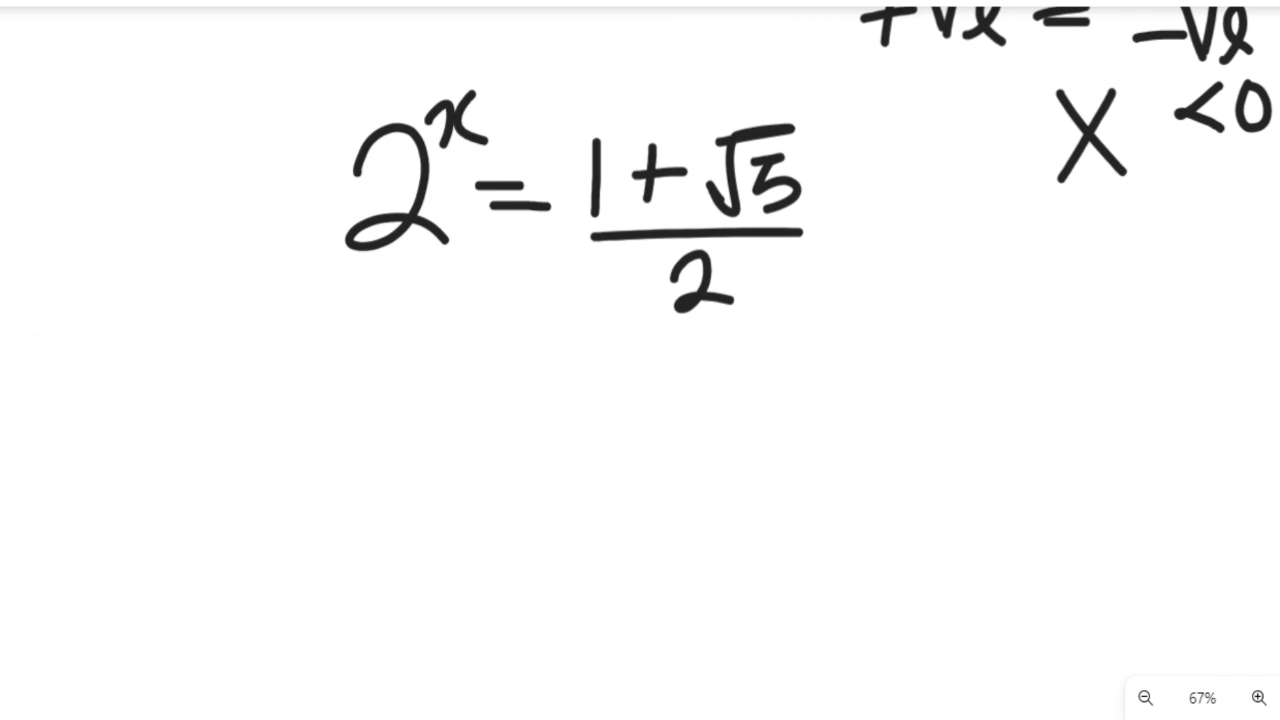 +√l = -√l
X <0
2^x = (1+√5)/2
67%